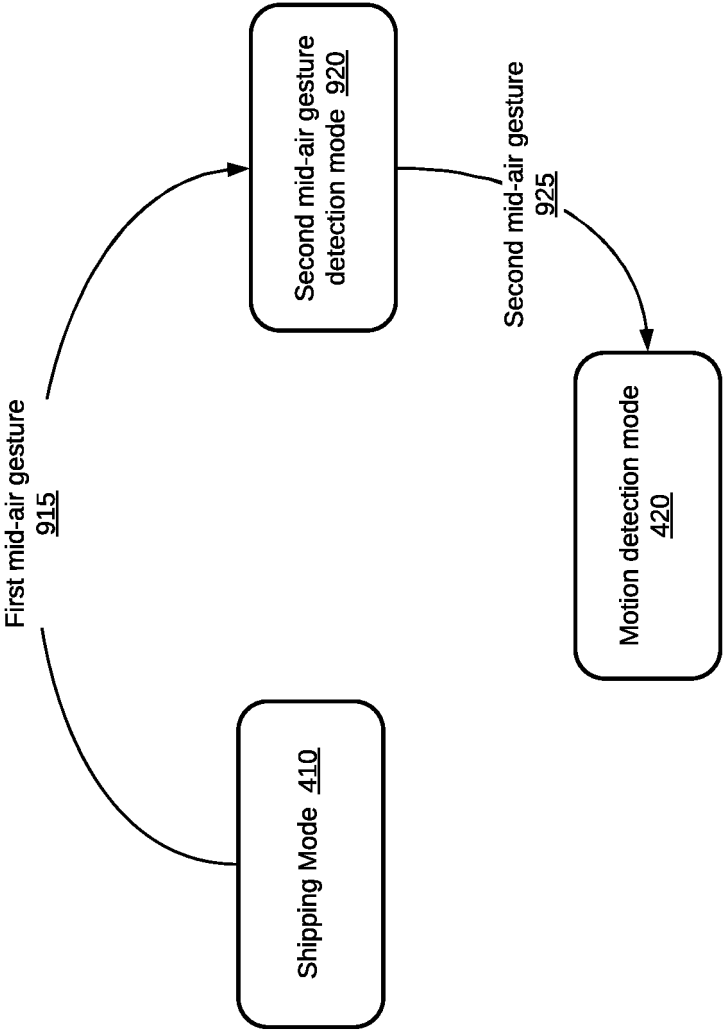 First mid-air gesture
915
Second mid-air gesture
detection mode 920
Shipping Mode 410
Second mid-air gesture
925
Motion detection mode
420